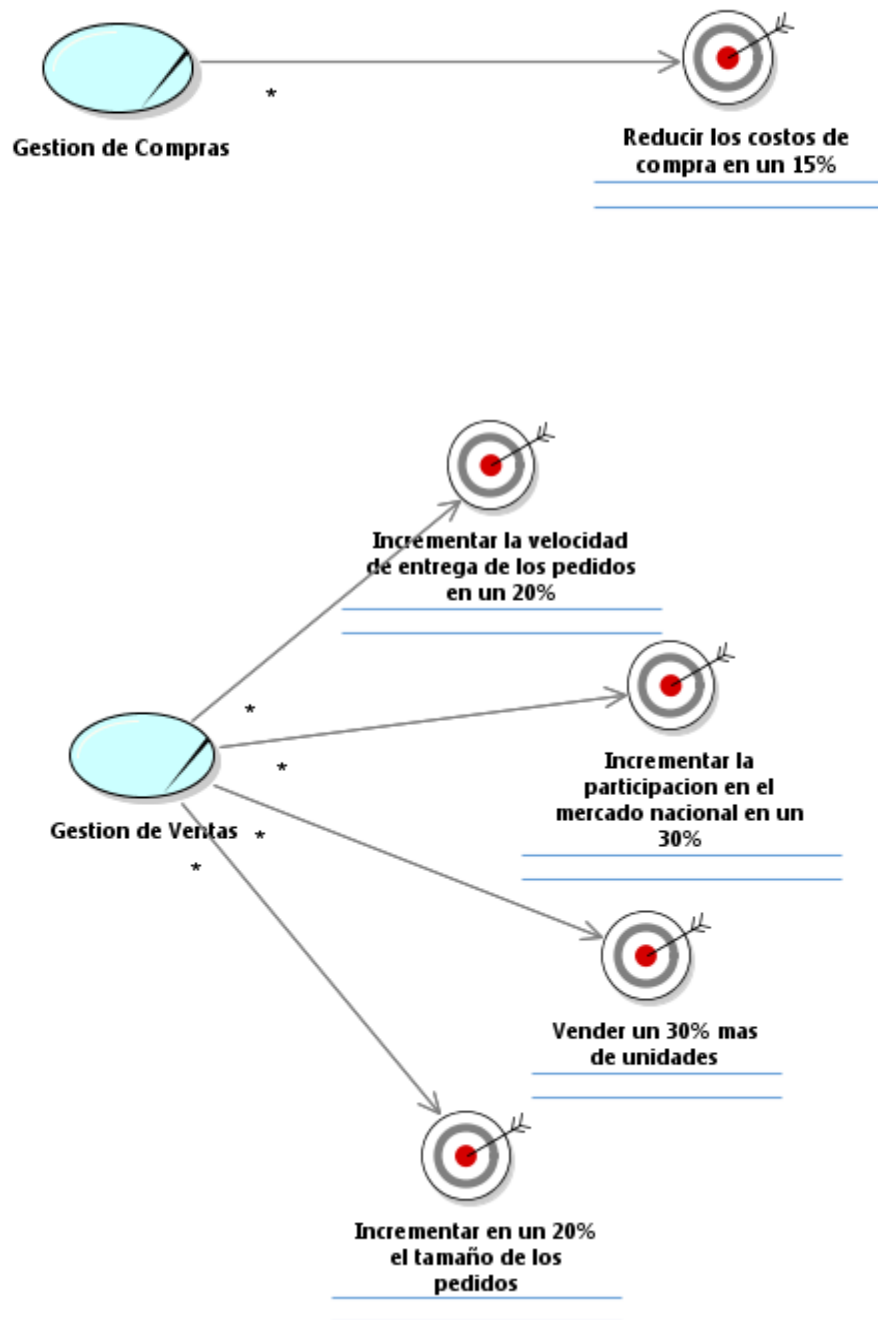 *
Gestion de Compras
Reducir los costos de
compra en un 15%
Incrementar la velocidad
de entrega de los pedidos
en un 20%
*
*
Incrementar la
participacion en el
mercado nacional en un
30%
Gestion de Ventas
*
*
Vender un 30% mas
de unidades
Incrementar en un 20%
el tamaño de los
pedidos